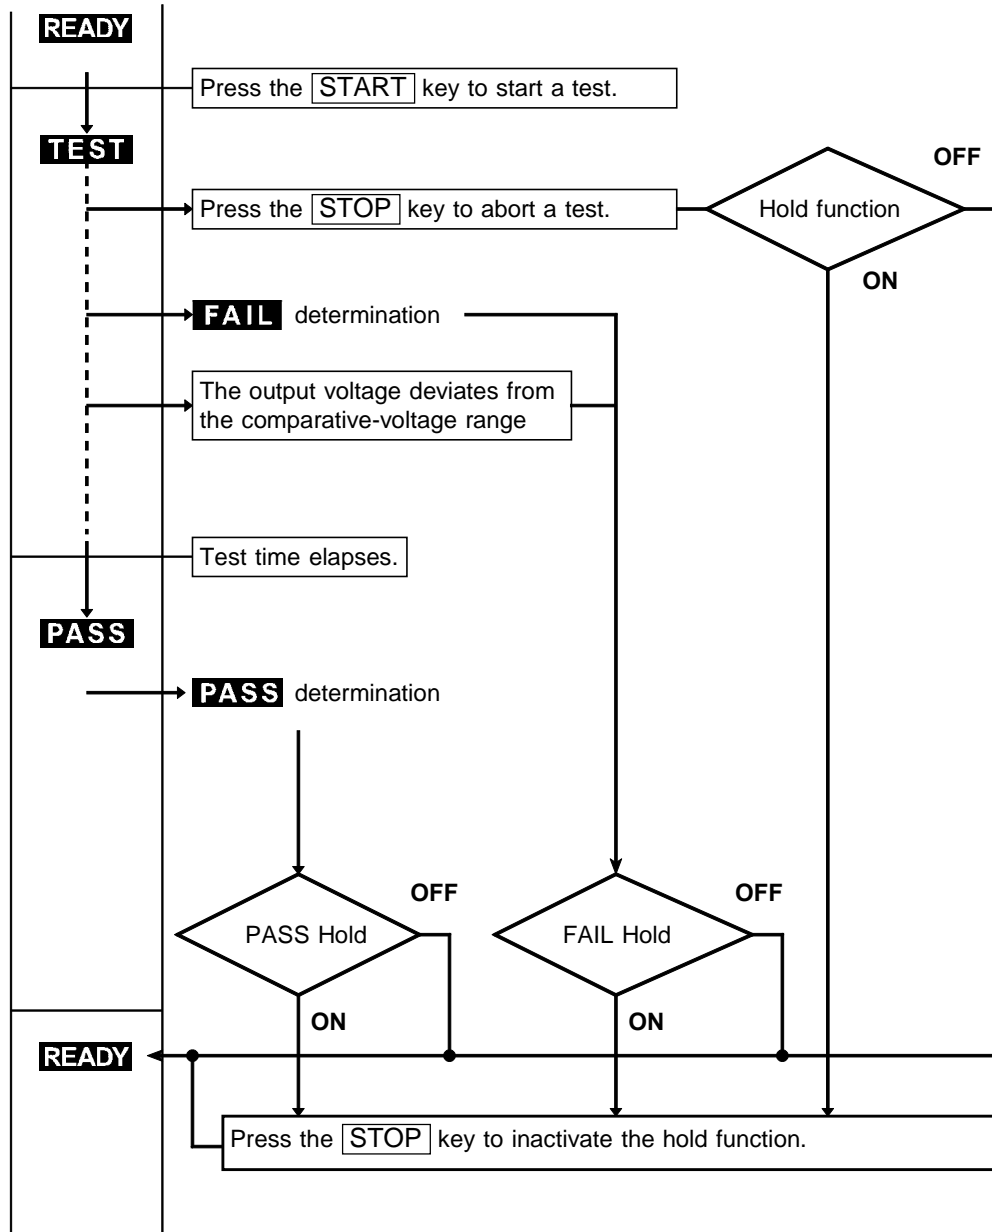 READY
Press the START key to start a test.
TEST
OFF
Press the STOP key to abort a test.
Hold function
ON
FAIL determination
The output voltage deviates from
the comparative-voltage range
Test time elapses.
PASS
PASS determination
OFF
OFF
PASS Hold
FAIL Hold
ON
ON
READY
Press the STOP key to inactivate the hold function.